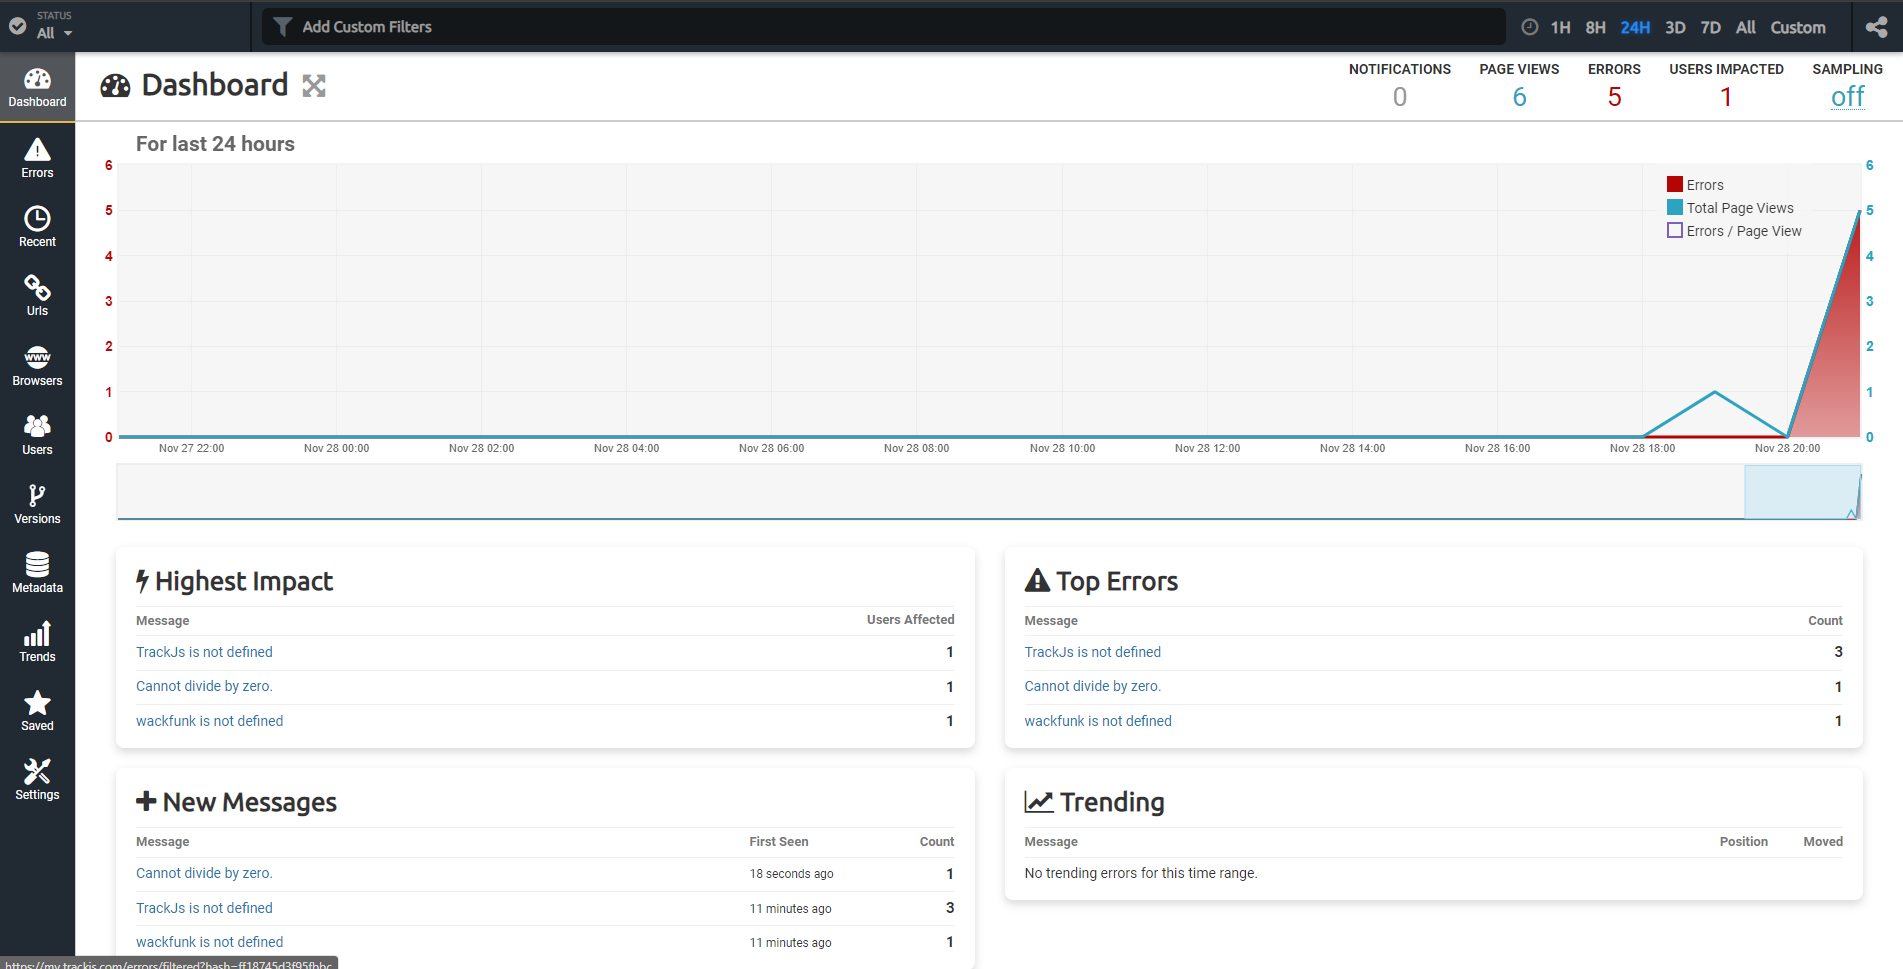 STATUS
All
Add Custom Filters
1H 8H 24H 3D 7D All Custom
Dashboard
Errors
Recent
Urls
www
Browsers
Users
Versions
Metadata
Trends
Saved
Settings
Dashboard
NOTIFICATIONS PAGE VIEWS ERRORS USERS IMPACTED SAMPLING
0 6 5 1 off
For last 24 hours
6 6
5 5
4 4
3 3
2 2
1 1
0 0
Errors
Total Page Views
Errors / Page View
Nov 27 22:00 Nov 28 00:00 Nov 28 02:00 Nov 28 04:00 Nov 28 06:00 Nov 28 08:00 Nov 28 10:00 Nov 28 12:00 Nov 28 14:00 Nov 28 16:00 Nov 28 18:00 Nov 28 20:00
Highest Impact
Message Users Affected
TrackJs is not defined 1
Cannot divide by zero. 1
wackfunk is not defined 1
Top Errors
Message Count
TrackJs is not defined 3
Cannot divide by zero. 1
wackfunk is not defined 1
New Messages
Message First Seen Count
Cannot divide by zero. 18 seconds ago 1
TrackJs is not defined 11 minutes ago 3
wackfunk is not defined 11 minutes ago 1
Trending
Message Position Moved
No trending errors for this time range.
https://my.trackjs.com/errors/filtered?hash=ff18745d3f95fbbc